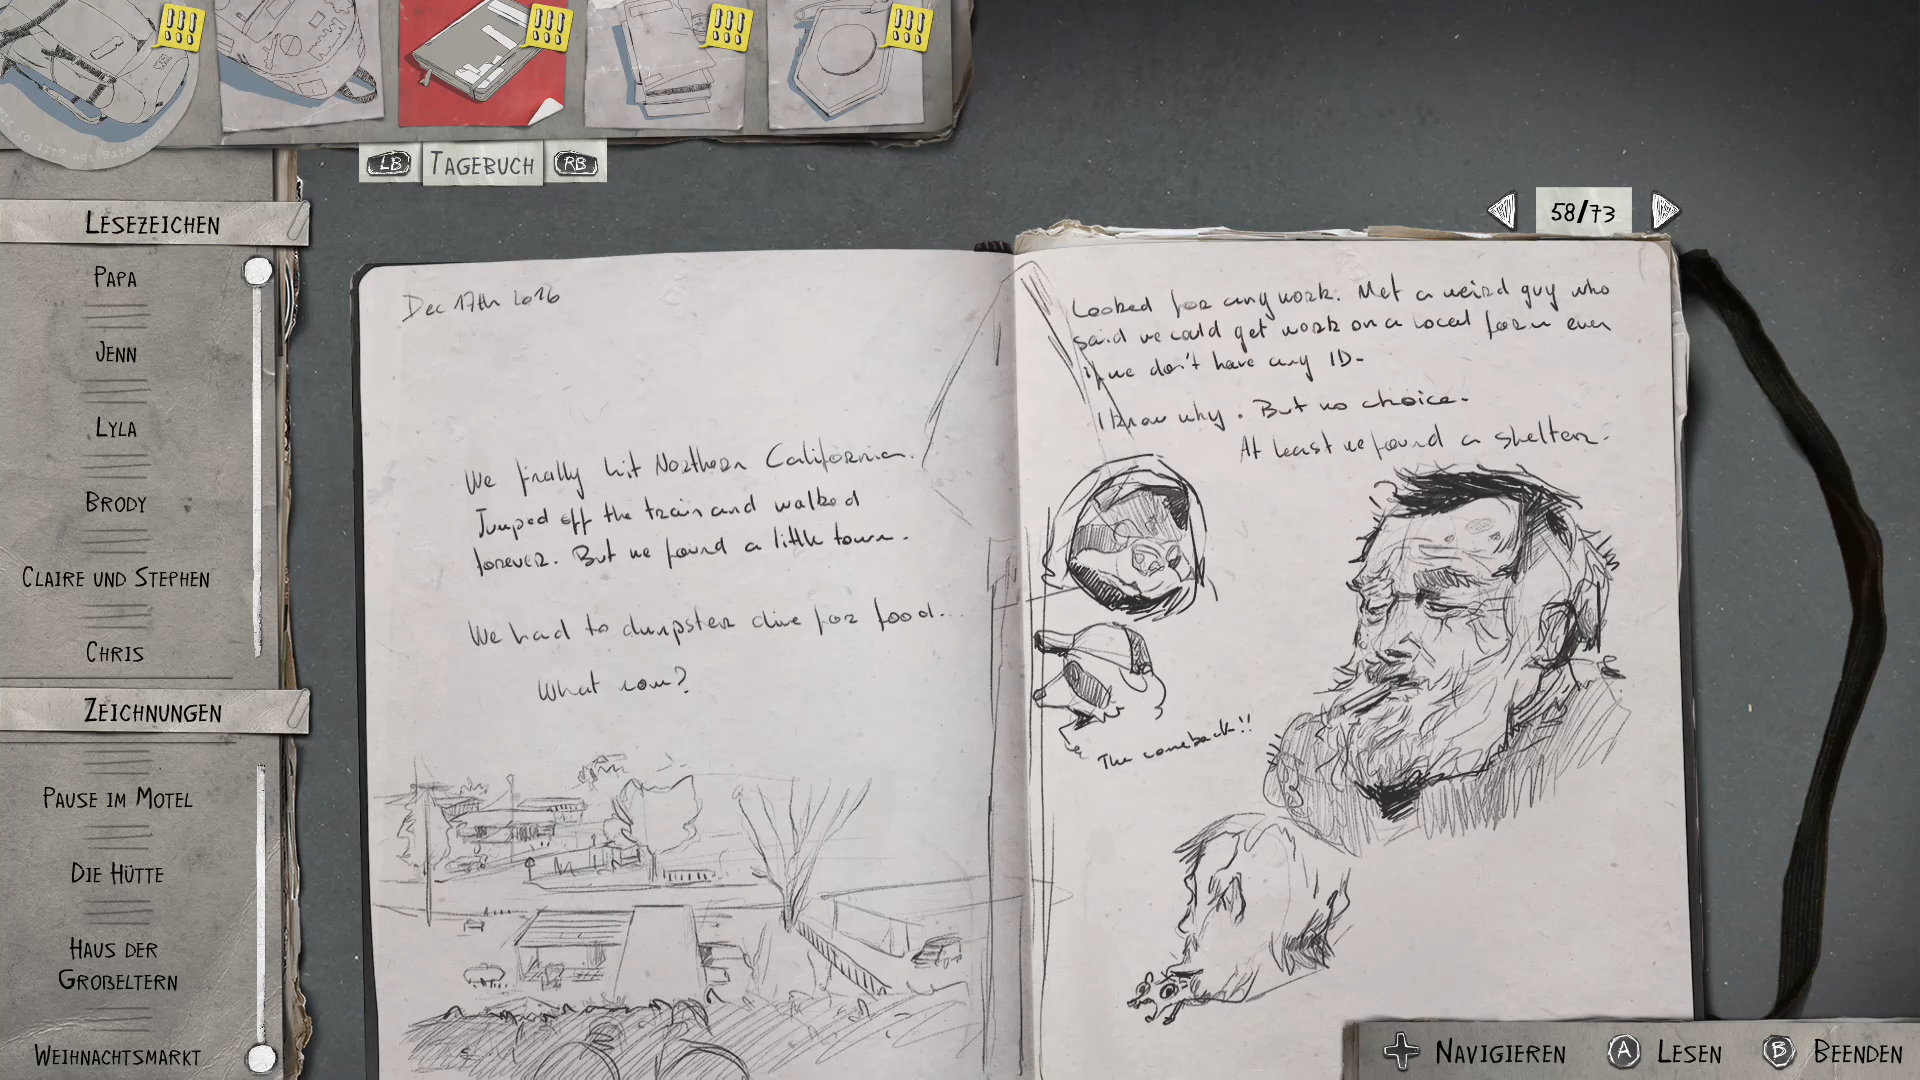 LB TAGEBUCH RB
58/73
LESEZEICHEN
PAPA
JENN
LYLA
BRODY
CLAIRE UND STEPHEN
CHRIS
ZEICHNUNGEN
PAUSE IM MOTEL
DIE HÜTTE
HAUS DER
GROßELTERN
WEIHNACHTSMARKT
Dec 17th 2016
We finally hit Northern California.
Jumped off the train and walked
forever. But we found a little town.
We had to dumpster dive for food...
What now?
Looked for any work. Met a weird guy who
said we could get work on a local farm even
if we don't have any ID.
I know why. But no choice.
At least we found a shelter.
The comeback!!
NAVIGIEREN A LESEN B BEENDEN